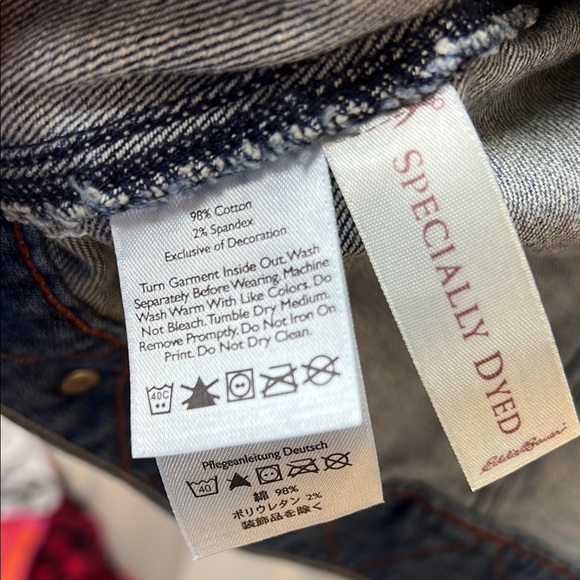 98% Cotton
2% Spandex
Exclusive of Decoration
Turn Garment Inside Out. Wash
Separately Before Wearing. Machine
Wash Warm With Like Colors. Do
Not Bleach. Tumble Dry Medium.
Remove Promptly. Do Not Iron On
Print. Do Not Dry Clean.
40C
Pflegeanleitung Deutsch
40
綿 98%
ポリウレタン 2%
装飾品を除く
SPECIALLY DYED
Eddie Bauer